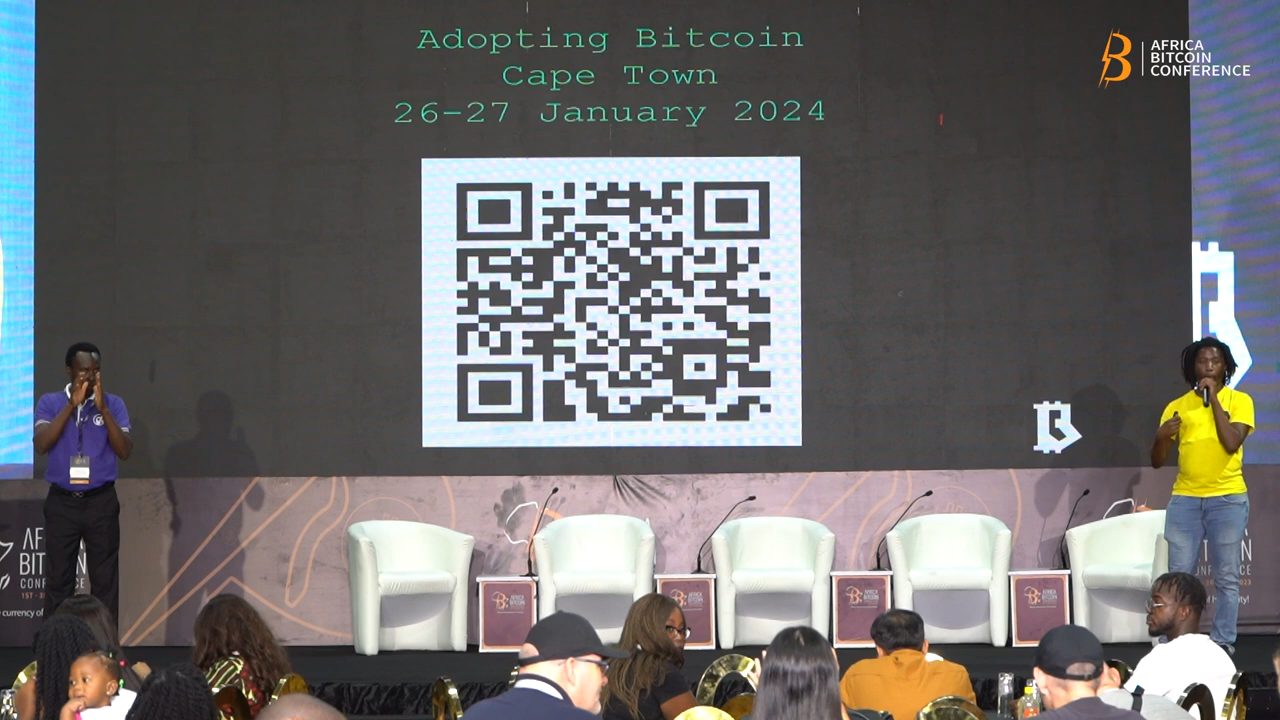 Adopting Bitcoin
Cape Town
26-27 January 2024
AFRICA
BITCOIN
CONFERENCE